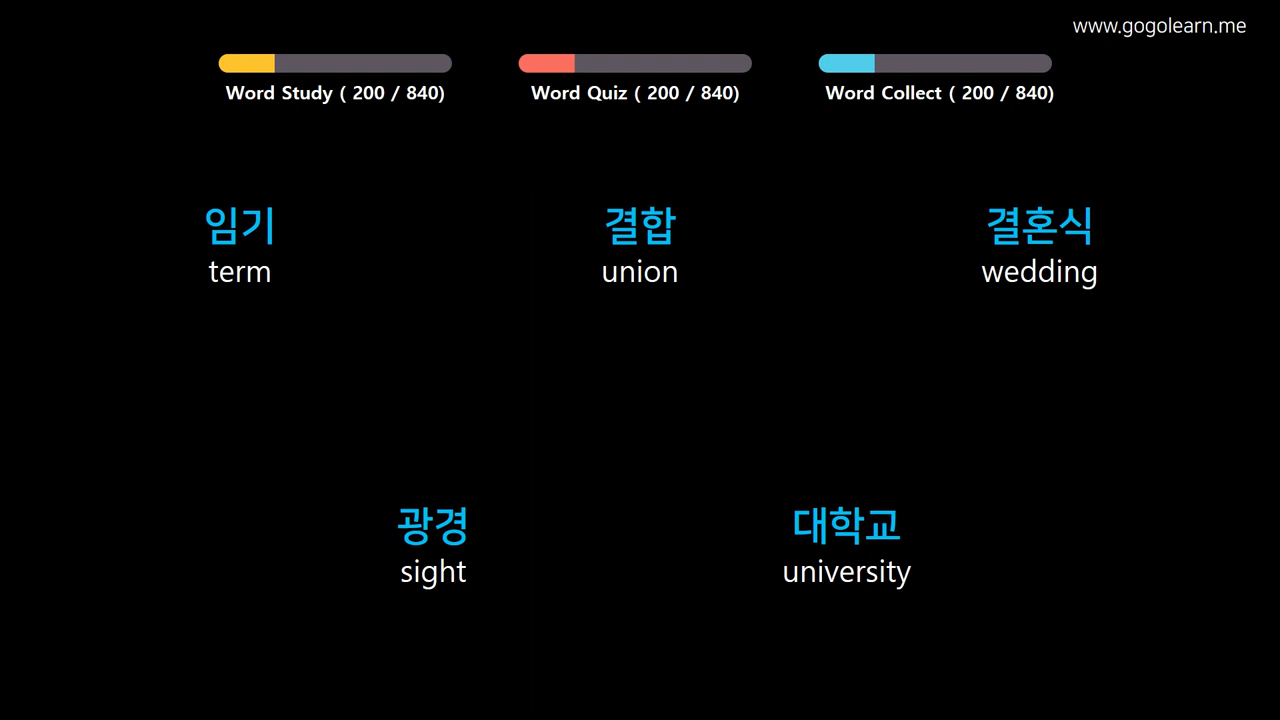 www.gogolearn.me
Word Study ( 200 / 840)
Word Quiz ( 200 / 840)
Word Collect ( 200 / 840)
임기
term
결합
union
결혼식
wedding
광경
sight
대학교
university